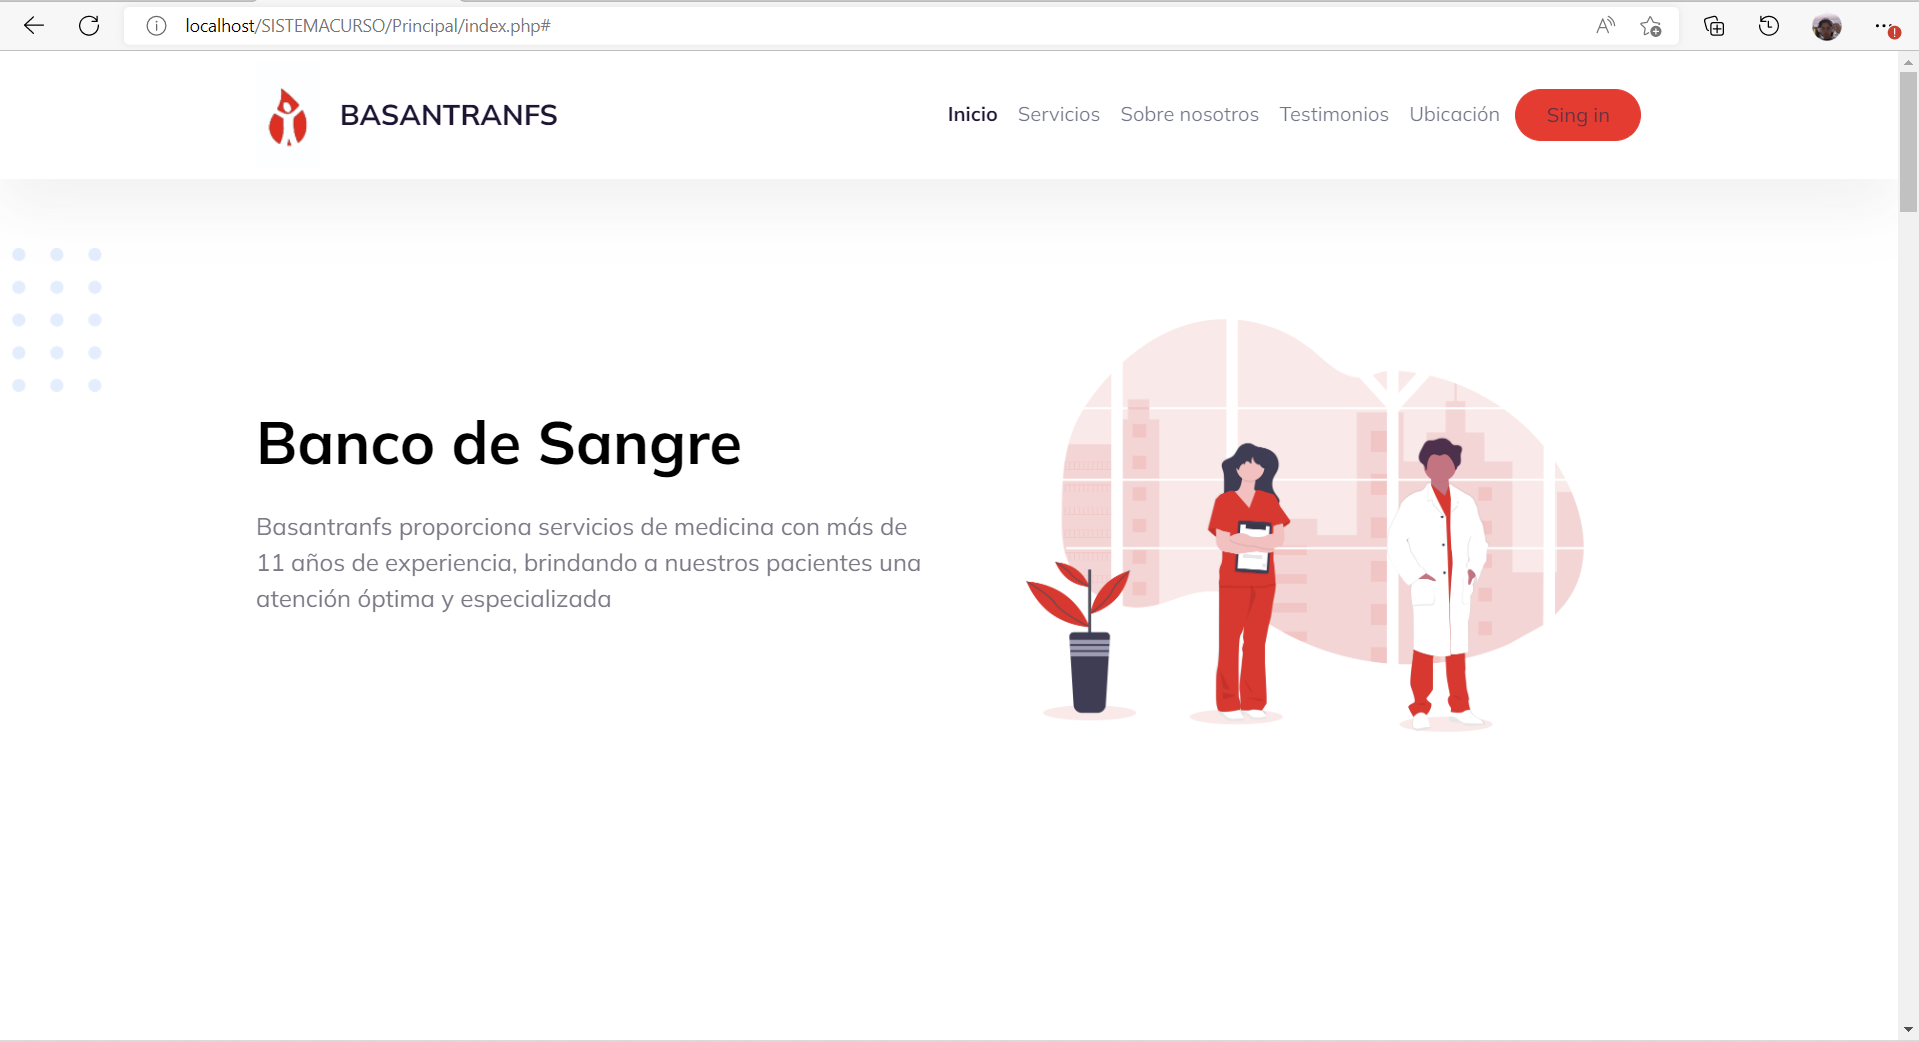 localhost/SISTEMACURSO/Principal/index.php#
BASANTRANFS
Inicio Servicios Sobre nosotros Testimonios Ubicación Sing in
Banco de Sangre
Basantranfs proporciona servicios de medicina con más de
11 años de experiencia, brindando a nuestros pacientes una
atención óptima y especializada